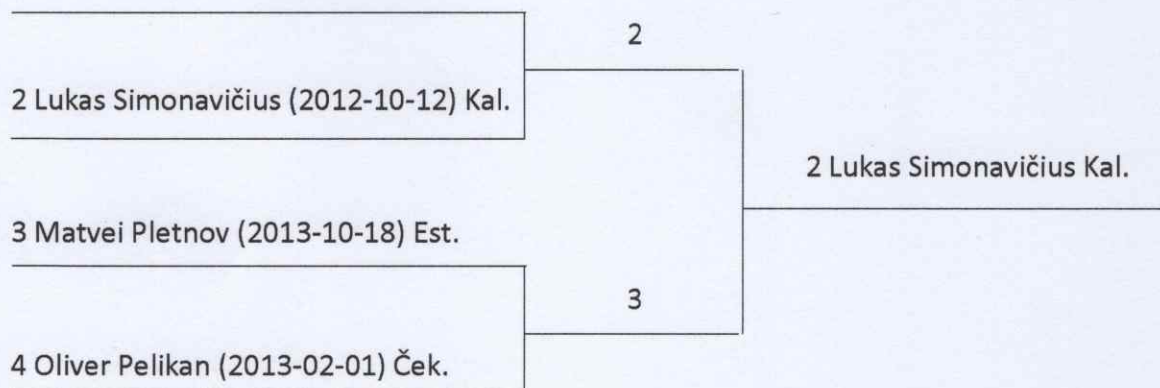 2
2 Lukas Simonavičius (2012-10-12) Kal.
2 Lukas Simonavičius Kal.
3 Matvei Pletnov (2013-10-18) Est.
3
4 Oliver Pelikan (2013-02-01) Ček.